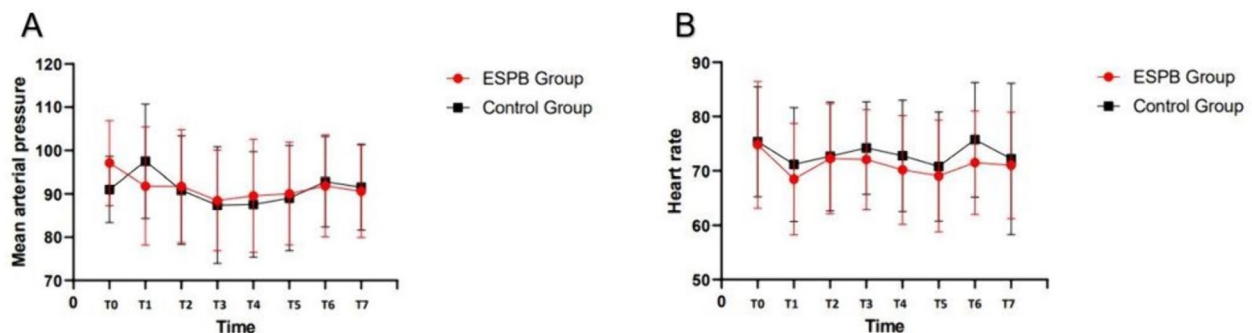 A
Mean arterial pressure
120
110
100
90
80
70
0
T0 T1 T2 T3 T4 T5 T6 T7
Time
ESPB Group
Control Group
B
Heart rate
90
80
70
60
50
0
T0 T1 T2 T3 T4 T5 T6 T7
Time
ESPB Group
Control Group